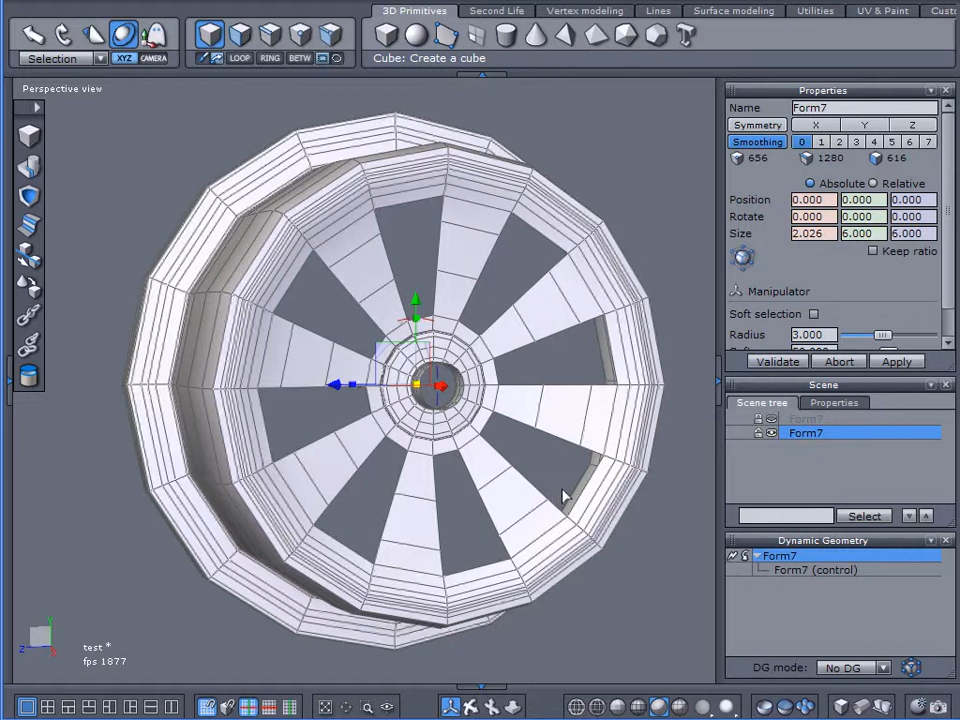 3D Primitives
Second Life
Vertex modeling
Lines
Surface modeling
Utilities
UV & Paint
Custo
Selection
XYZ
CAMERA
LOOP
RING
BETW
Cube: Create a cube
Perspective view
Properties
Name
Form7
Symmetry
X
Y
Z
Smoothing
0
1
2
3
4
5
6
7
656
1280
616
Absolute
Relative
Position
0.000
0.000
0.000
Rotate
0.000
0.000
0.000
Size
2.026
6.000
6.000
Keep ratio
Manipulator
Soft selection
Radius
3.000
Validate
Abort
Apply
Scene
Scene tree
Properties
Form7
Form7
Select
Dynamic Geometry
Form7
Form7 (control)
DG mode:
No DG
Y
Z
X
test *
fps 1877